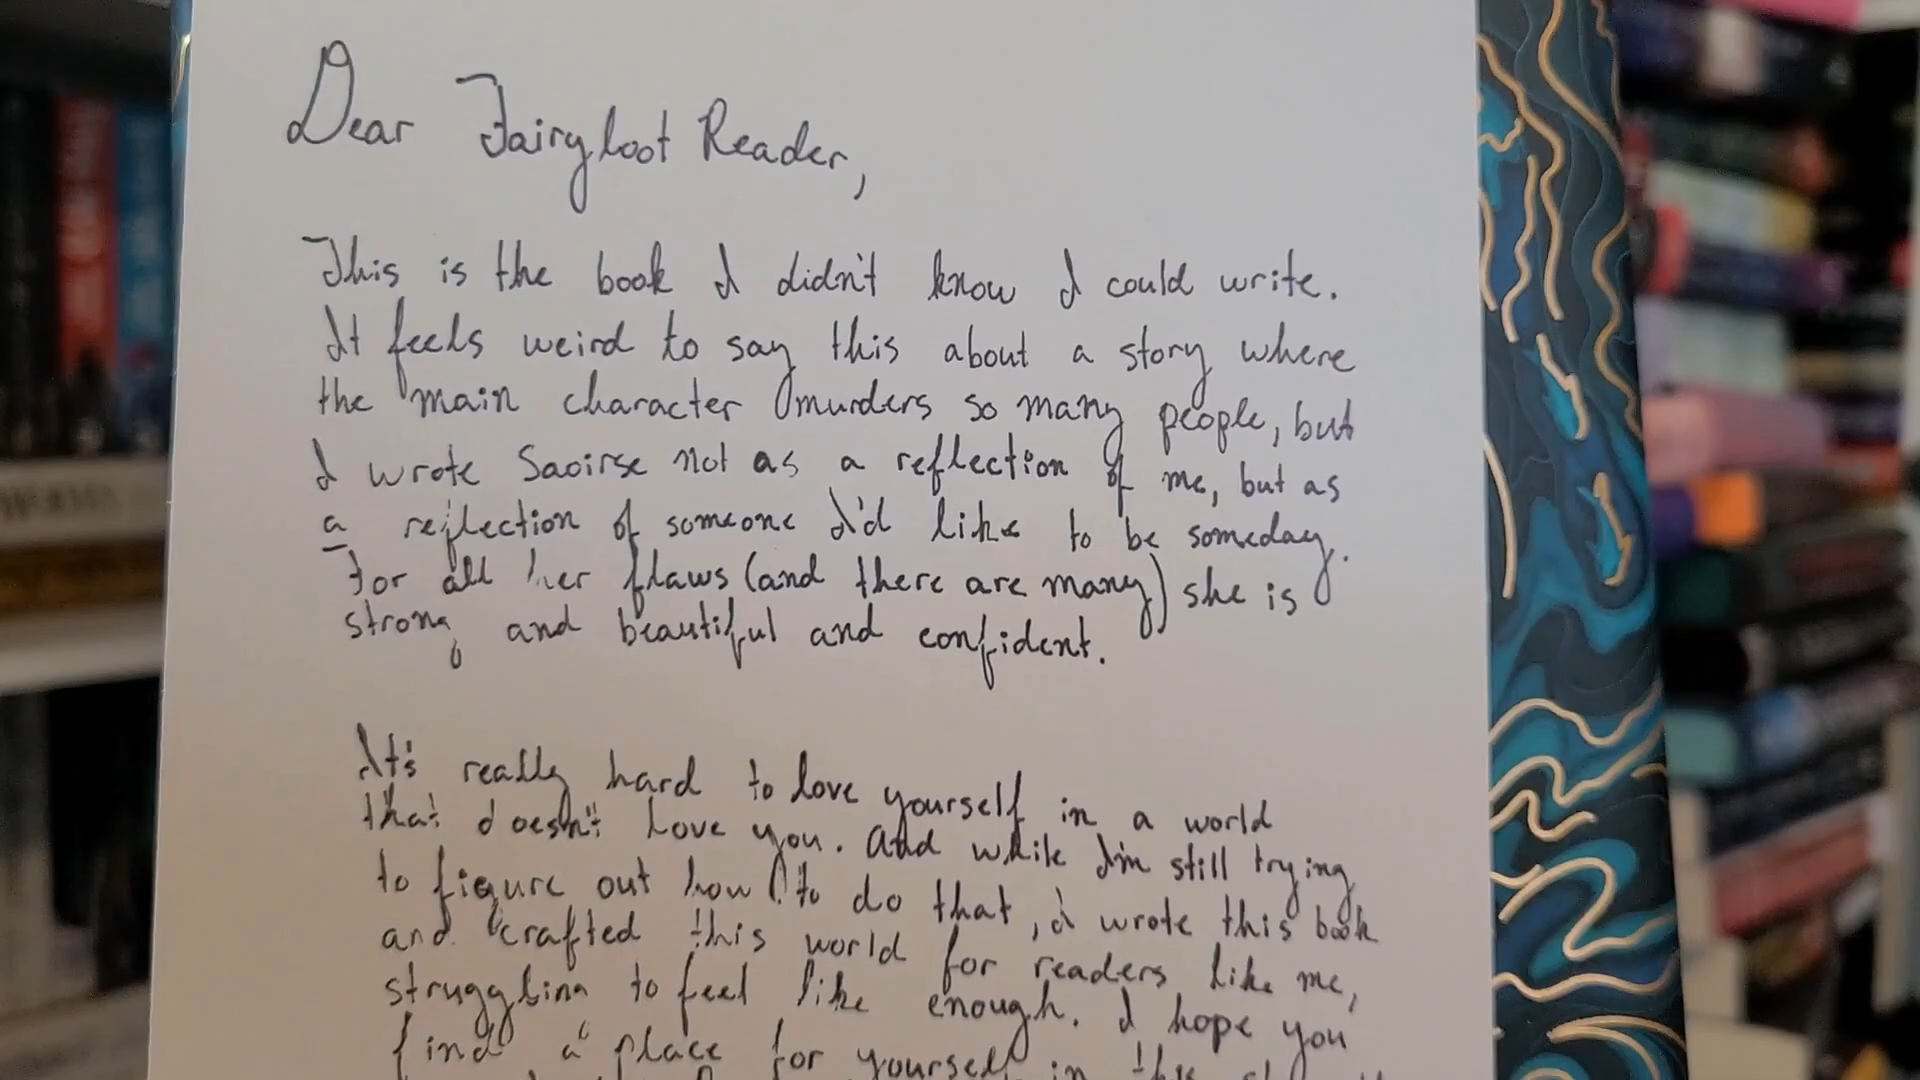 Dear Fairyloot Reader,
This is the book I didn't know I could write.
It feels weird to say this about a story where
the main character murders so many people, but
I wrote Saoirse not as a reflection of me, but as
a reflection of someone I'd like to be someday.
For all her flaws (and there are many) she is
strong and beautiful and confident.
It's really hard to love yourself in a world
that doesn't love you. And while I'm still trying
to figure out how to do that, I wrote this book
and crafted this world for readers like me,
struggling to feel like enough. I hope you
find a place for yourself in this